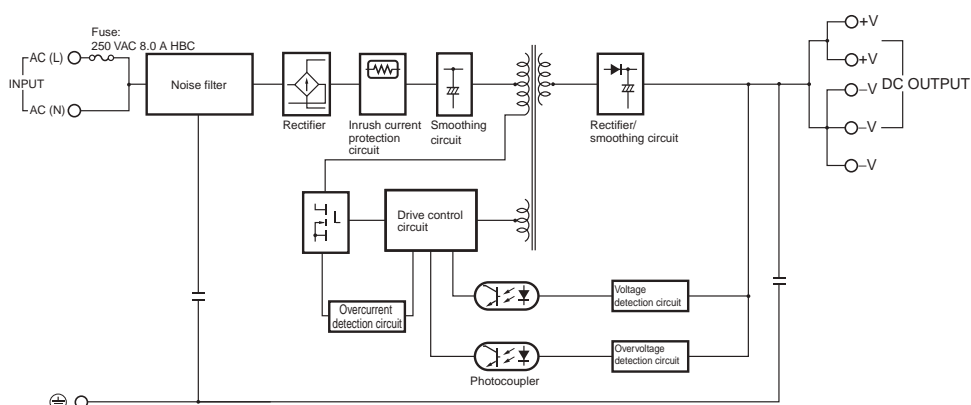 Fuse:
250 VAC 8.0 A HBC
AC (L)
INPUT
AC (N)
Noise filter
Rectifier
Inrush current
protection
circuit
Smoothing
circuit
Rectifier/
smoothing circuit
+V
+V
−V
DC OUTPUT
−V
−V
Drive control
circuit
Overcurrent
detection circuit
Voltage
detection circuit
Overvoltage
detection circuit
Photocoupler